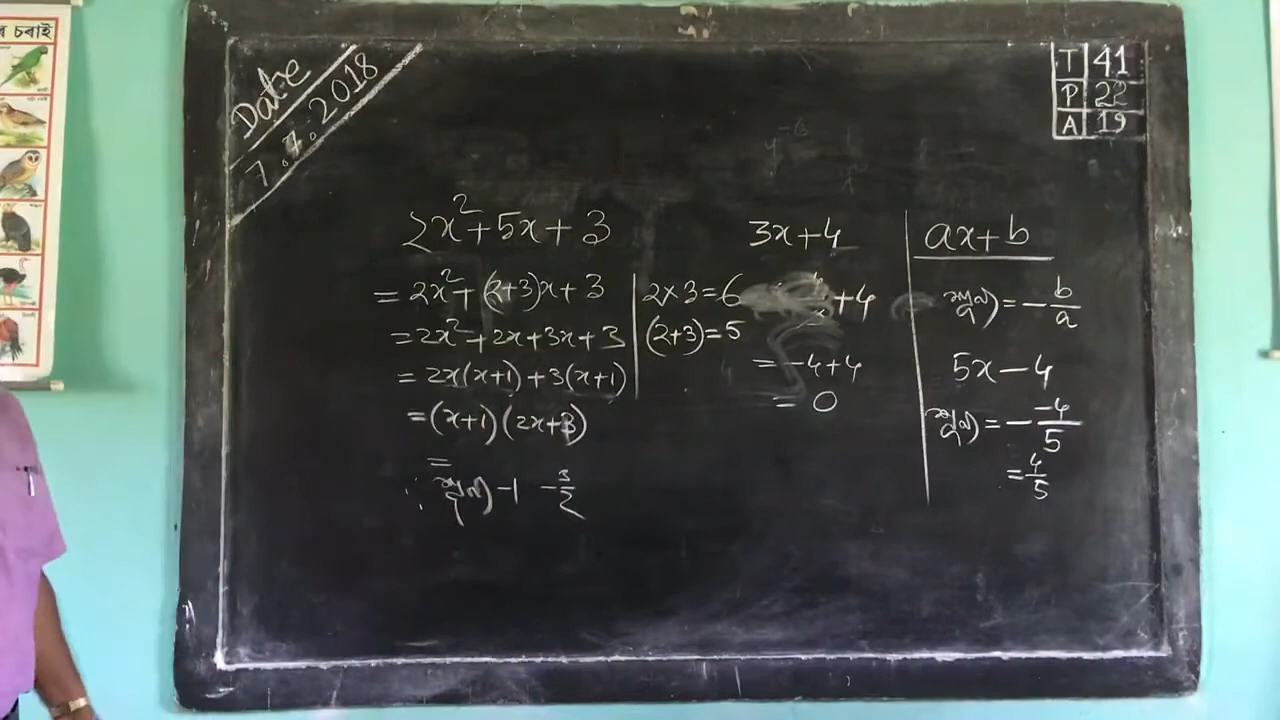 চৰাই
Date
7.7.2018
T 41
P 22
A 19
2x²+5x+3
= 2x²+(2+3)x+3
= 2x²+2x+3x+3
= 2x(x+1)+3(x+1)
=(x+1)(2x+3)
=
∴ শূন্য -1 -3/2
2×3=6
(2+3)=5
3x+4
+4
= -4+4
= 0
ax+b
শূন্য = -b/a
5x-4
শূন্য = - -4/5
= 4/5